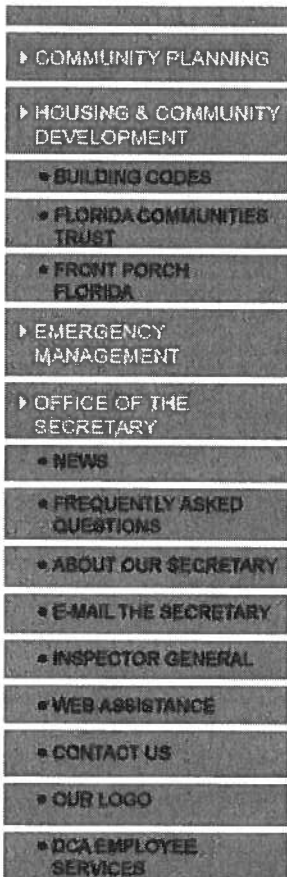 COMMUNITY PLANNING
HOUSING & COMMUNITY
DEVELOPMENT
BUILDING CODES
FLORIDA COMMUNITIES
TRUST
FRONT PORCH
FLORIDA
EMERGENCY
MANAGEMENT
OFFICE OF THE
SECRETARY
NEWS
FREQUENTLY ASKED
QUESTIONS
ABOUT OUR SECRETARY
E-MAIL THE SECRETARY
INSPECTOR GENERAL
WEB ASSISTANCE
CONTACT US
OUR LOGO
DCA EMPLOYEE
SERVICES